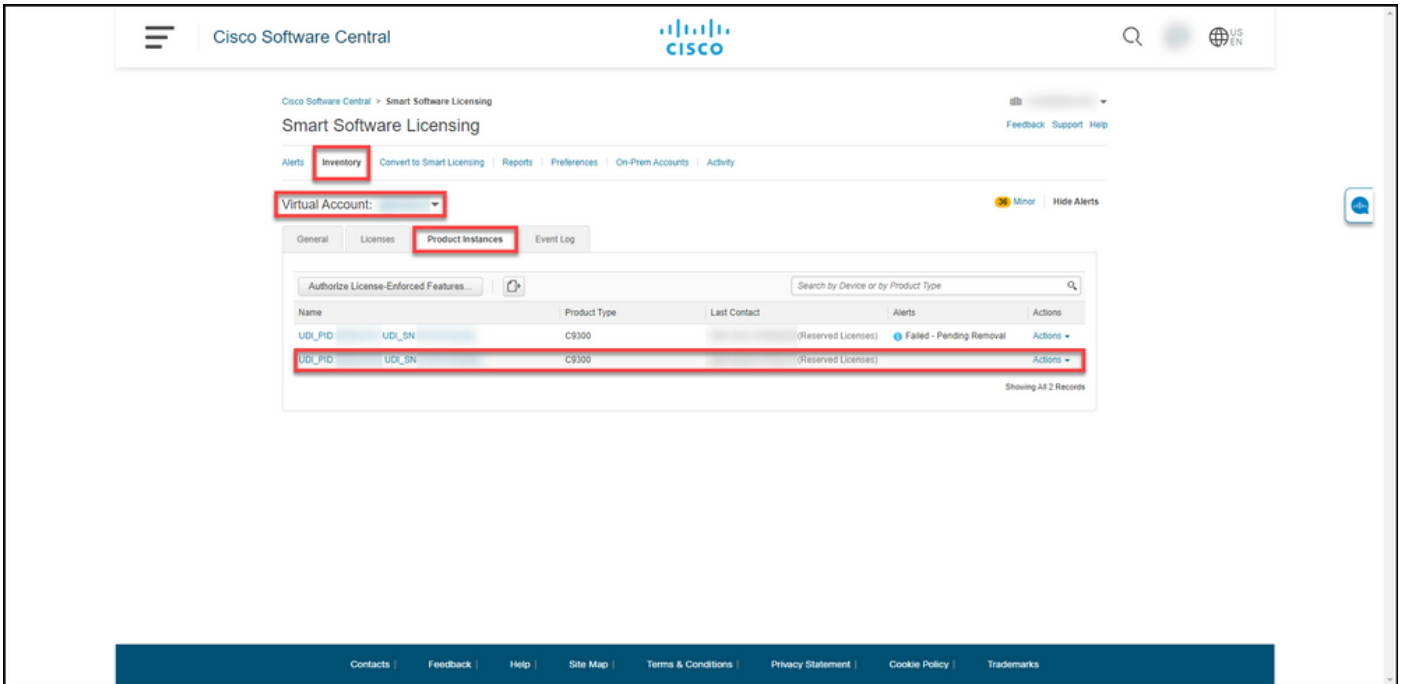 Cisco Software Central
CISCO
US
EN
Cisco Software Central > Smart Software Licensing
Smart Software Licensing
Feedback Support Help
Alerts Inventory Convert to Smart Licensing | Reports | Preferences | On-Prem Accounts | Activity
Virtual Account:
36 Minor | Hide Alerts
General Licenses Product Instances Event Log
Authorize License-Enforced Features...
Search by Device or by Product Type
Name Product Type Last Contact Alerts Actions
UDI_PID UDI_SN C9300 (Reserved Licenses) Failed - Pending Removal Actions
UDI_PID UDI_SN C9300 (Reserved Licenses) Actions
Showing All 2 Records
Contacts | Feedback | Help | Site Map | Terms & Conditions | Privacy Statement | Cookie Policy | Trademarks